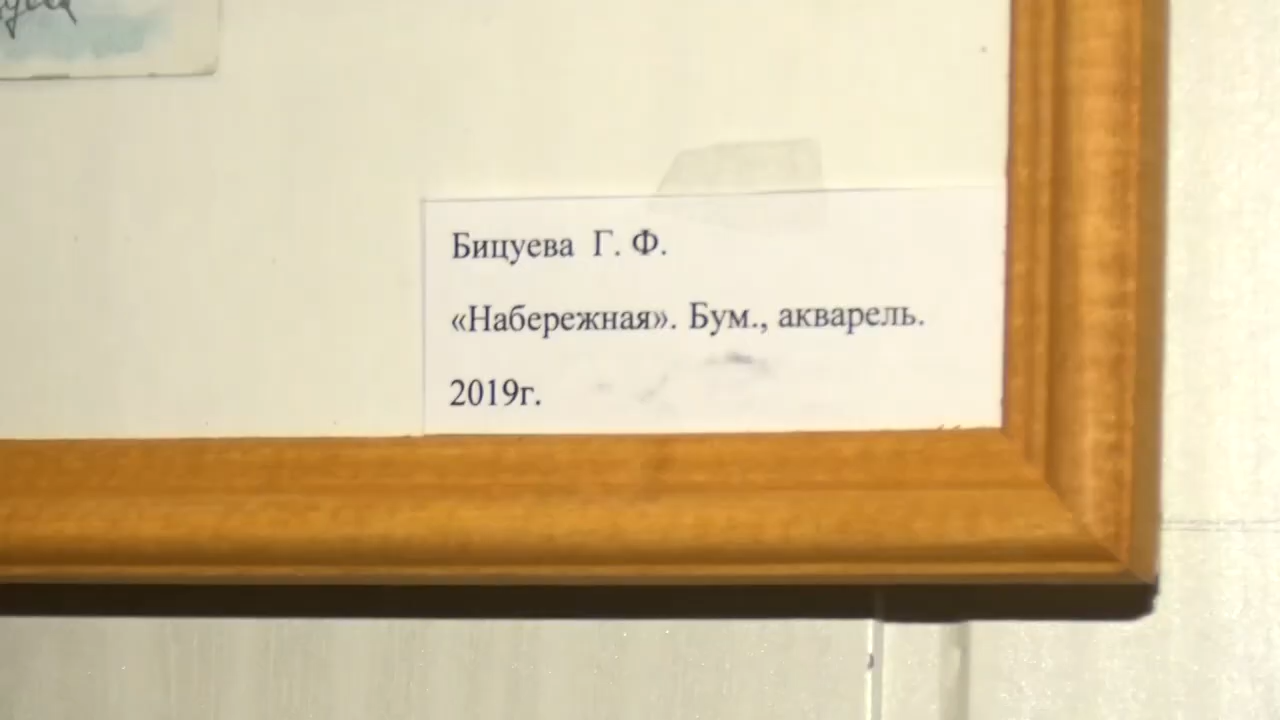 Бицуева Г. Ф.
«Набережная». Бум., акварель.
2019г.